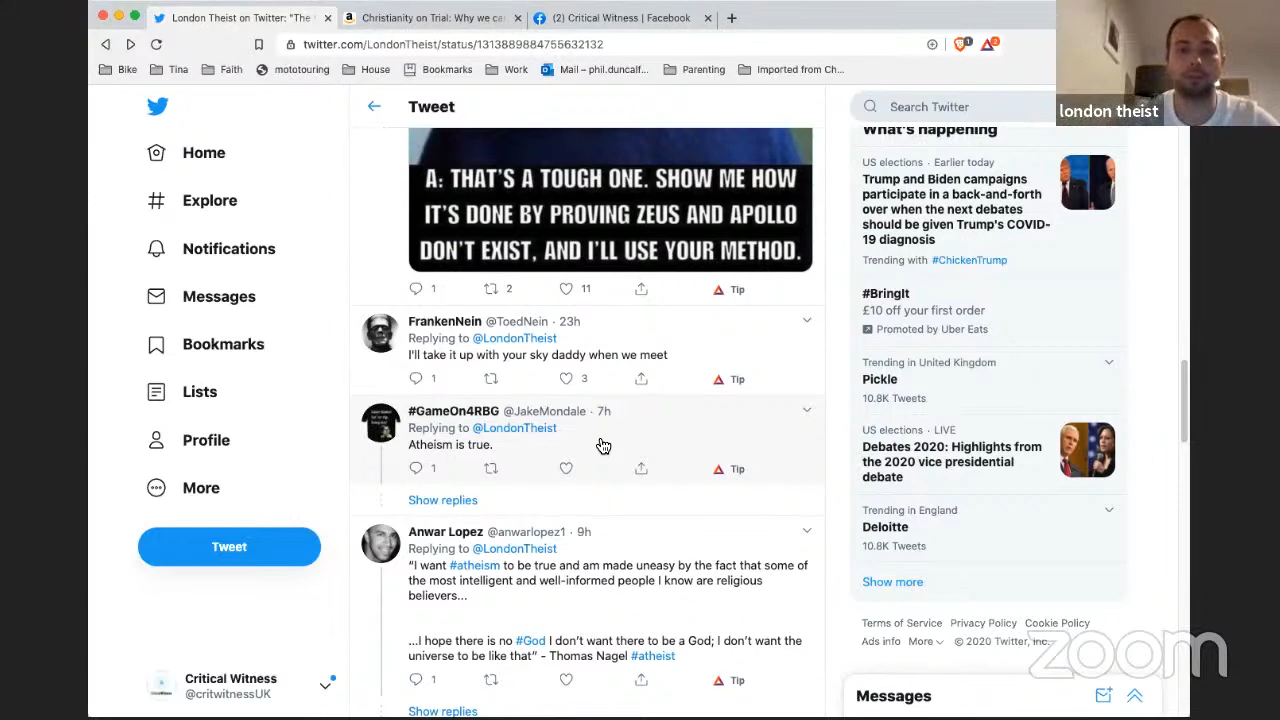 London Theist on Twitter: "The
Christianity on Trial: Why we ca
(2) Critical Witness | Facebook
twitter.com/LondonTheist/status/1313889884755632132
1
2
Bike
Tina
Faith
mototouring
House
Bookmarks
Work
Mail – phil.duncalf...
Parenting
Imported from Ch...
london theist
Home
Explore
Notifications
Messages
Bookmarks
Lists
Profile
More
Tweet
Critical Witness
@critwitnessUK
Tweet
A: THAT'S A TOUGH ONE. SHOW ME HOW
IT'S DONE BY PROVING ZEUS AND APOLLO
DON'T EXIST, AND I'LL USE YOUR METHOD.
1 2 11 Tip
FrankenNein @ToedNein · 23h
Replying to @LondonTheist
I'll take it up with your sky daddy when we meet
1 3 Tip
#GameOn4RBG @JakeMondale · 7h
Replying to @LondonTheist
Atheism is true.
1 Tip
Show replies
Anwar Lopez @anwarlopez1 · 9h
Replying to @LondonTheist
"I want #atheism to be true and am made uneasy by the fact that some of
the most intelligent and well-informed people I know are religious
believers...
...I hope there is no #God I don't want there to be a God; I don't want the
universe to be like that" - Thomas Nagel #atheist
1 Tip
Show replies
Search Twitter
What's happening
US elections · Earlier today
Trump and Biden campaigns
participate in a back-and-forth
over when the next debates
should be given Trump's COVID-
19 diagnosis
Trending with #ChickenTrump
#BringIt
£10 off your first order
Promoted by Uber Eats
Trending in United Kingdom
Pickle
10.8K Tweets
US elections · LIVE
Debates 2020: Highlights from
the 2020 vice presidential
debate
Trending in England
Deloitte
10.8K Tweets
Show more
Terms of Service Privacy Policy Cookie Policy
Ads info More © 2020 Twitter, Inc.
zoom
Messages